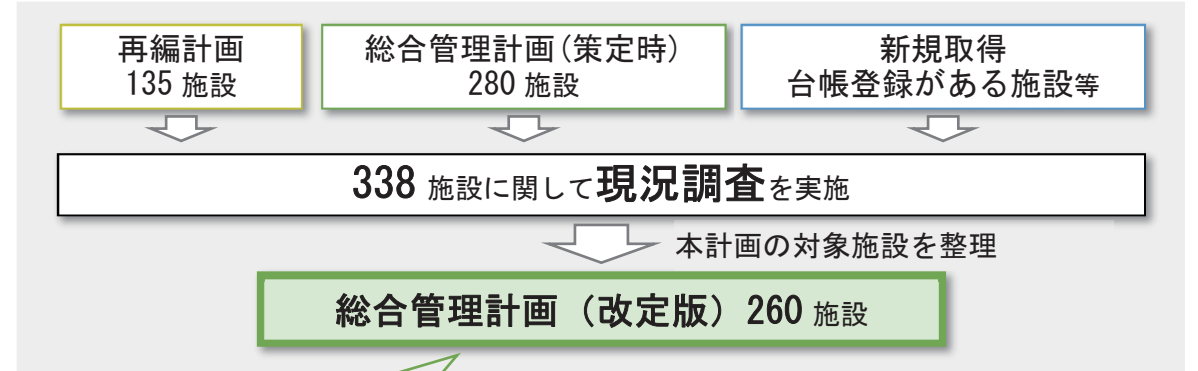 再編計画
135 施設
総合管理計画(策定時)
280 施設
新規取得
台帳登録がある施設等
338 施設に関して現況調査を実施
本計画の対象施設を整理
総合管理計画（改定版）260 施設